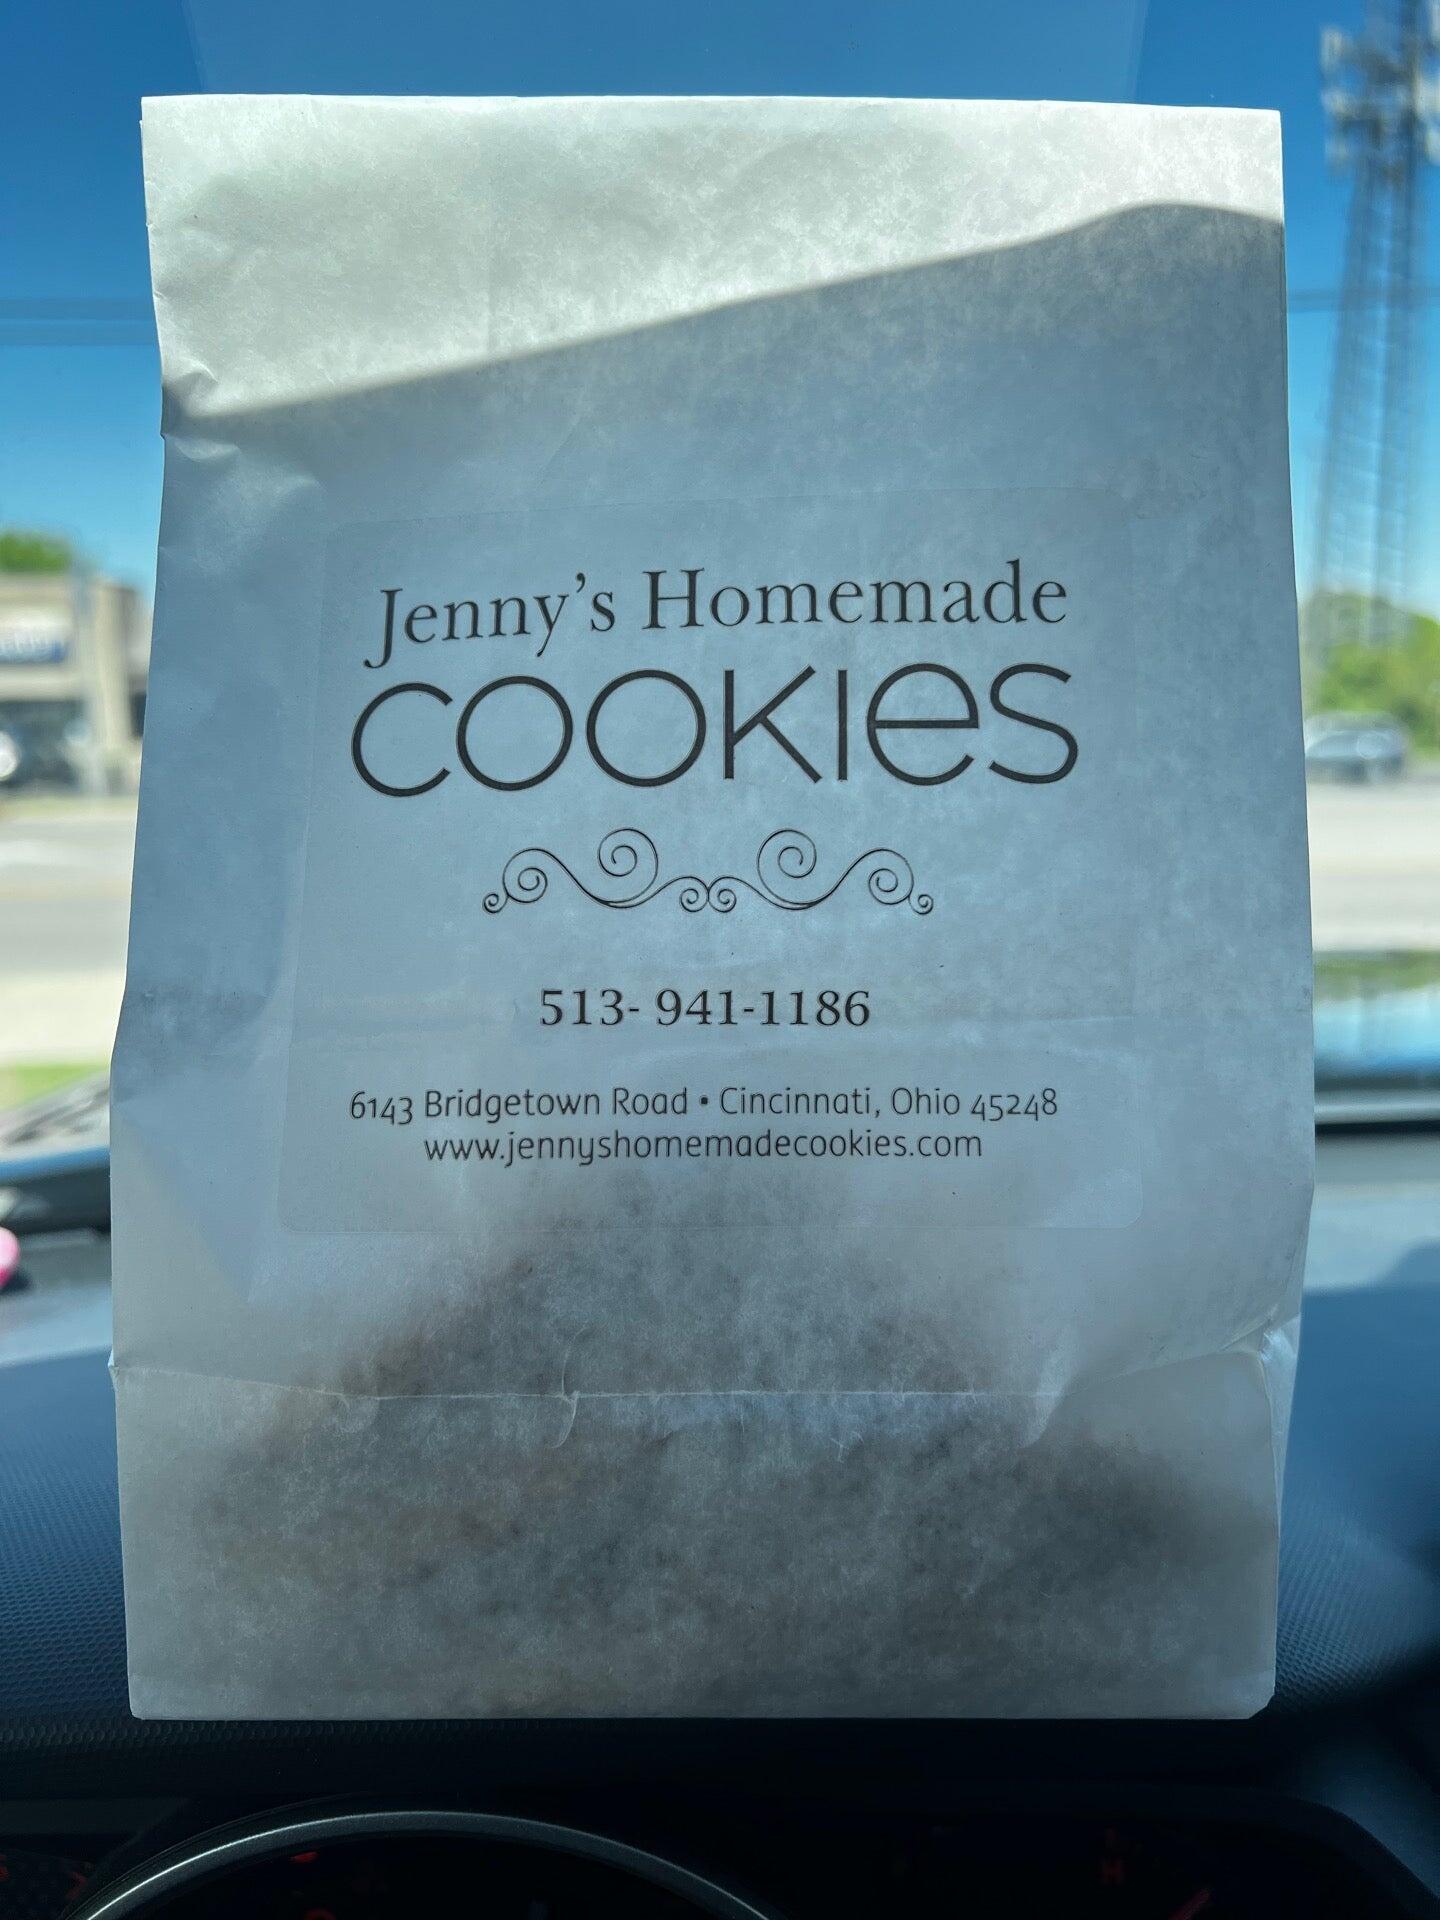 Jenny's Homemade
COOKIES
513- 941-1186
6143 Bridgetown Road • Cincinnati, Ohio 45248
www.jennyshomemadecookies.com
H